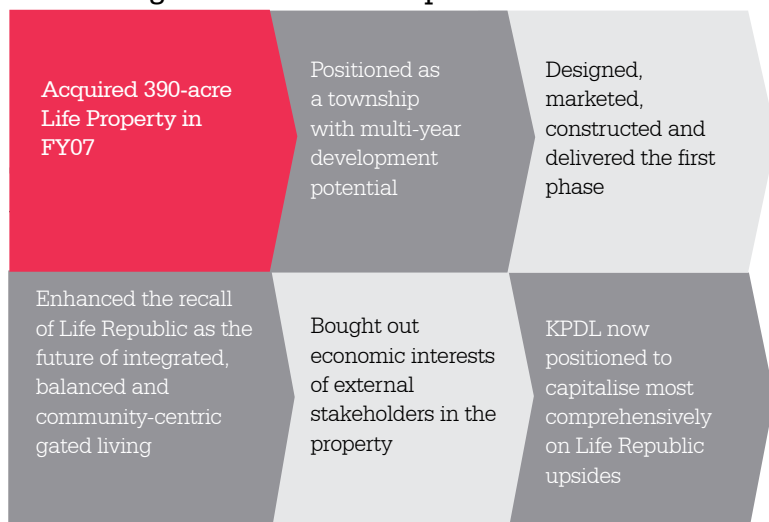 Acquired 390-acre
Life Property in
FY07
Positioned as
a township
with multi-year
development
potential
Designed,
marketed,
constructed and
delivered the first
phase
Enhanced the recall
of Life Republic as the
future of integrated,
balanced and
community-centric
gated living
Bought out
economic interests
of external
stakeholders in the
property
KPDL now
positioned to
capitalise most
comprehensively
on Life Republic
upsides